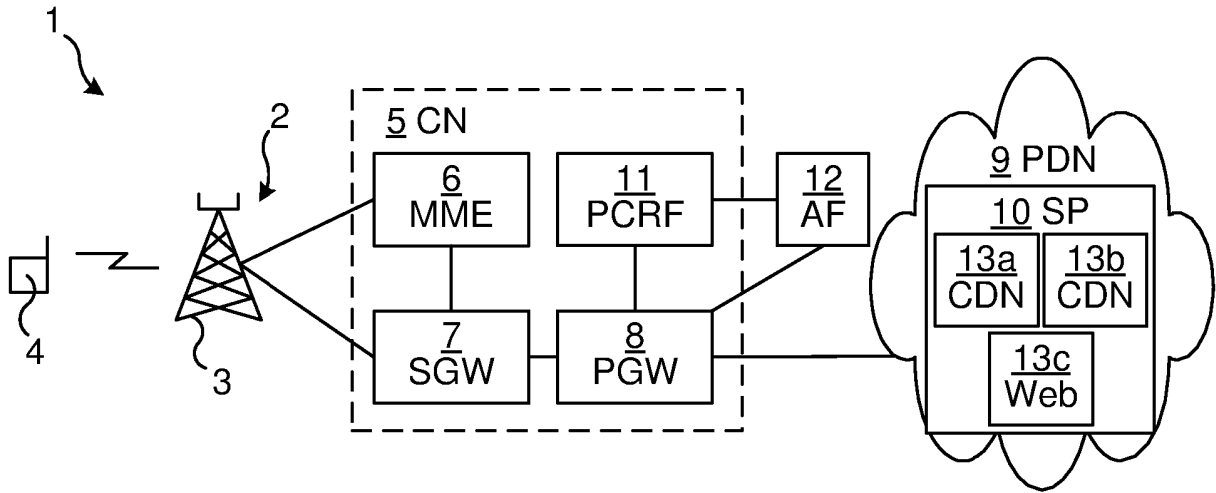 1
2
3
4
5 CN
6
MME
11
PCRF
12
AF
7
SGW
8
PGW
9 PDN
10 SP
13a
CDN
13b
CDN
13c
Web